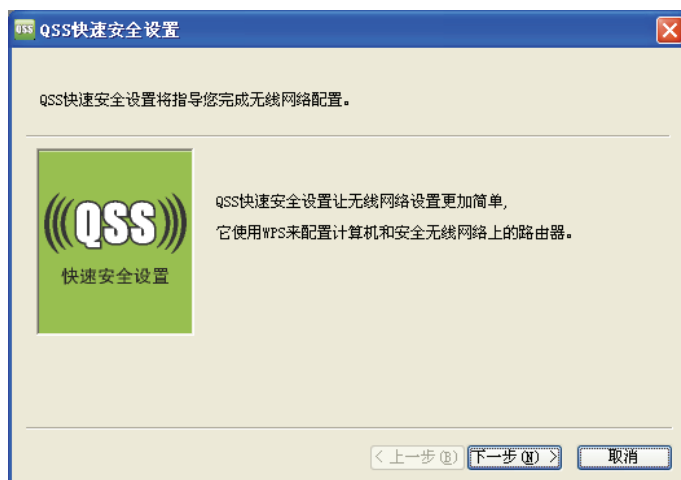 QSS QSS快速安全设置
QSS快速安全设置将指导您完成无线网络配置。
(((QSS)))
快速安全设置
QSS快速安全设置让无线网络设置更加简单,
它使用WPS来配置计算机和安全无线网络上的路由器。
< 上一步(B) 下一步(N) > 取消